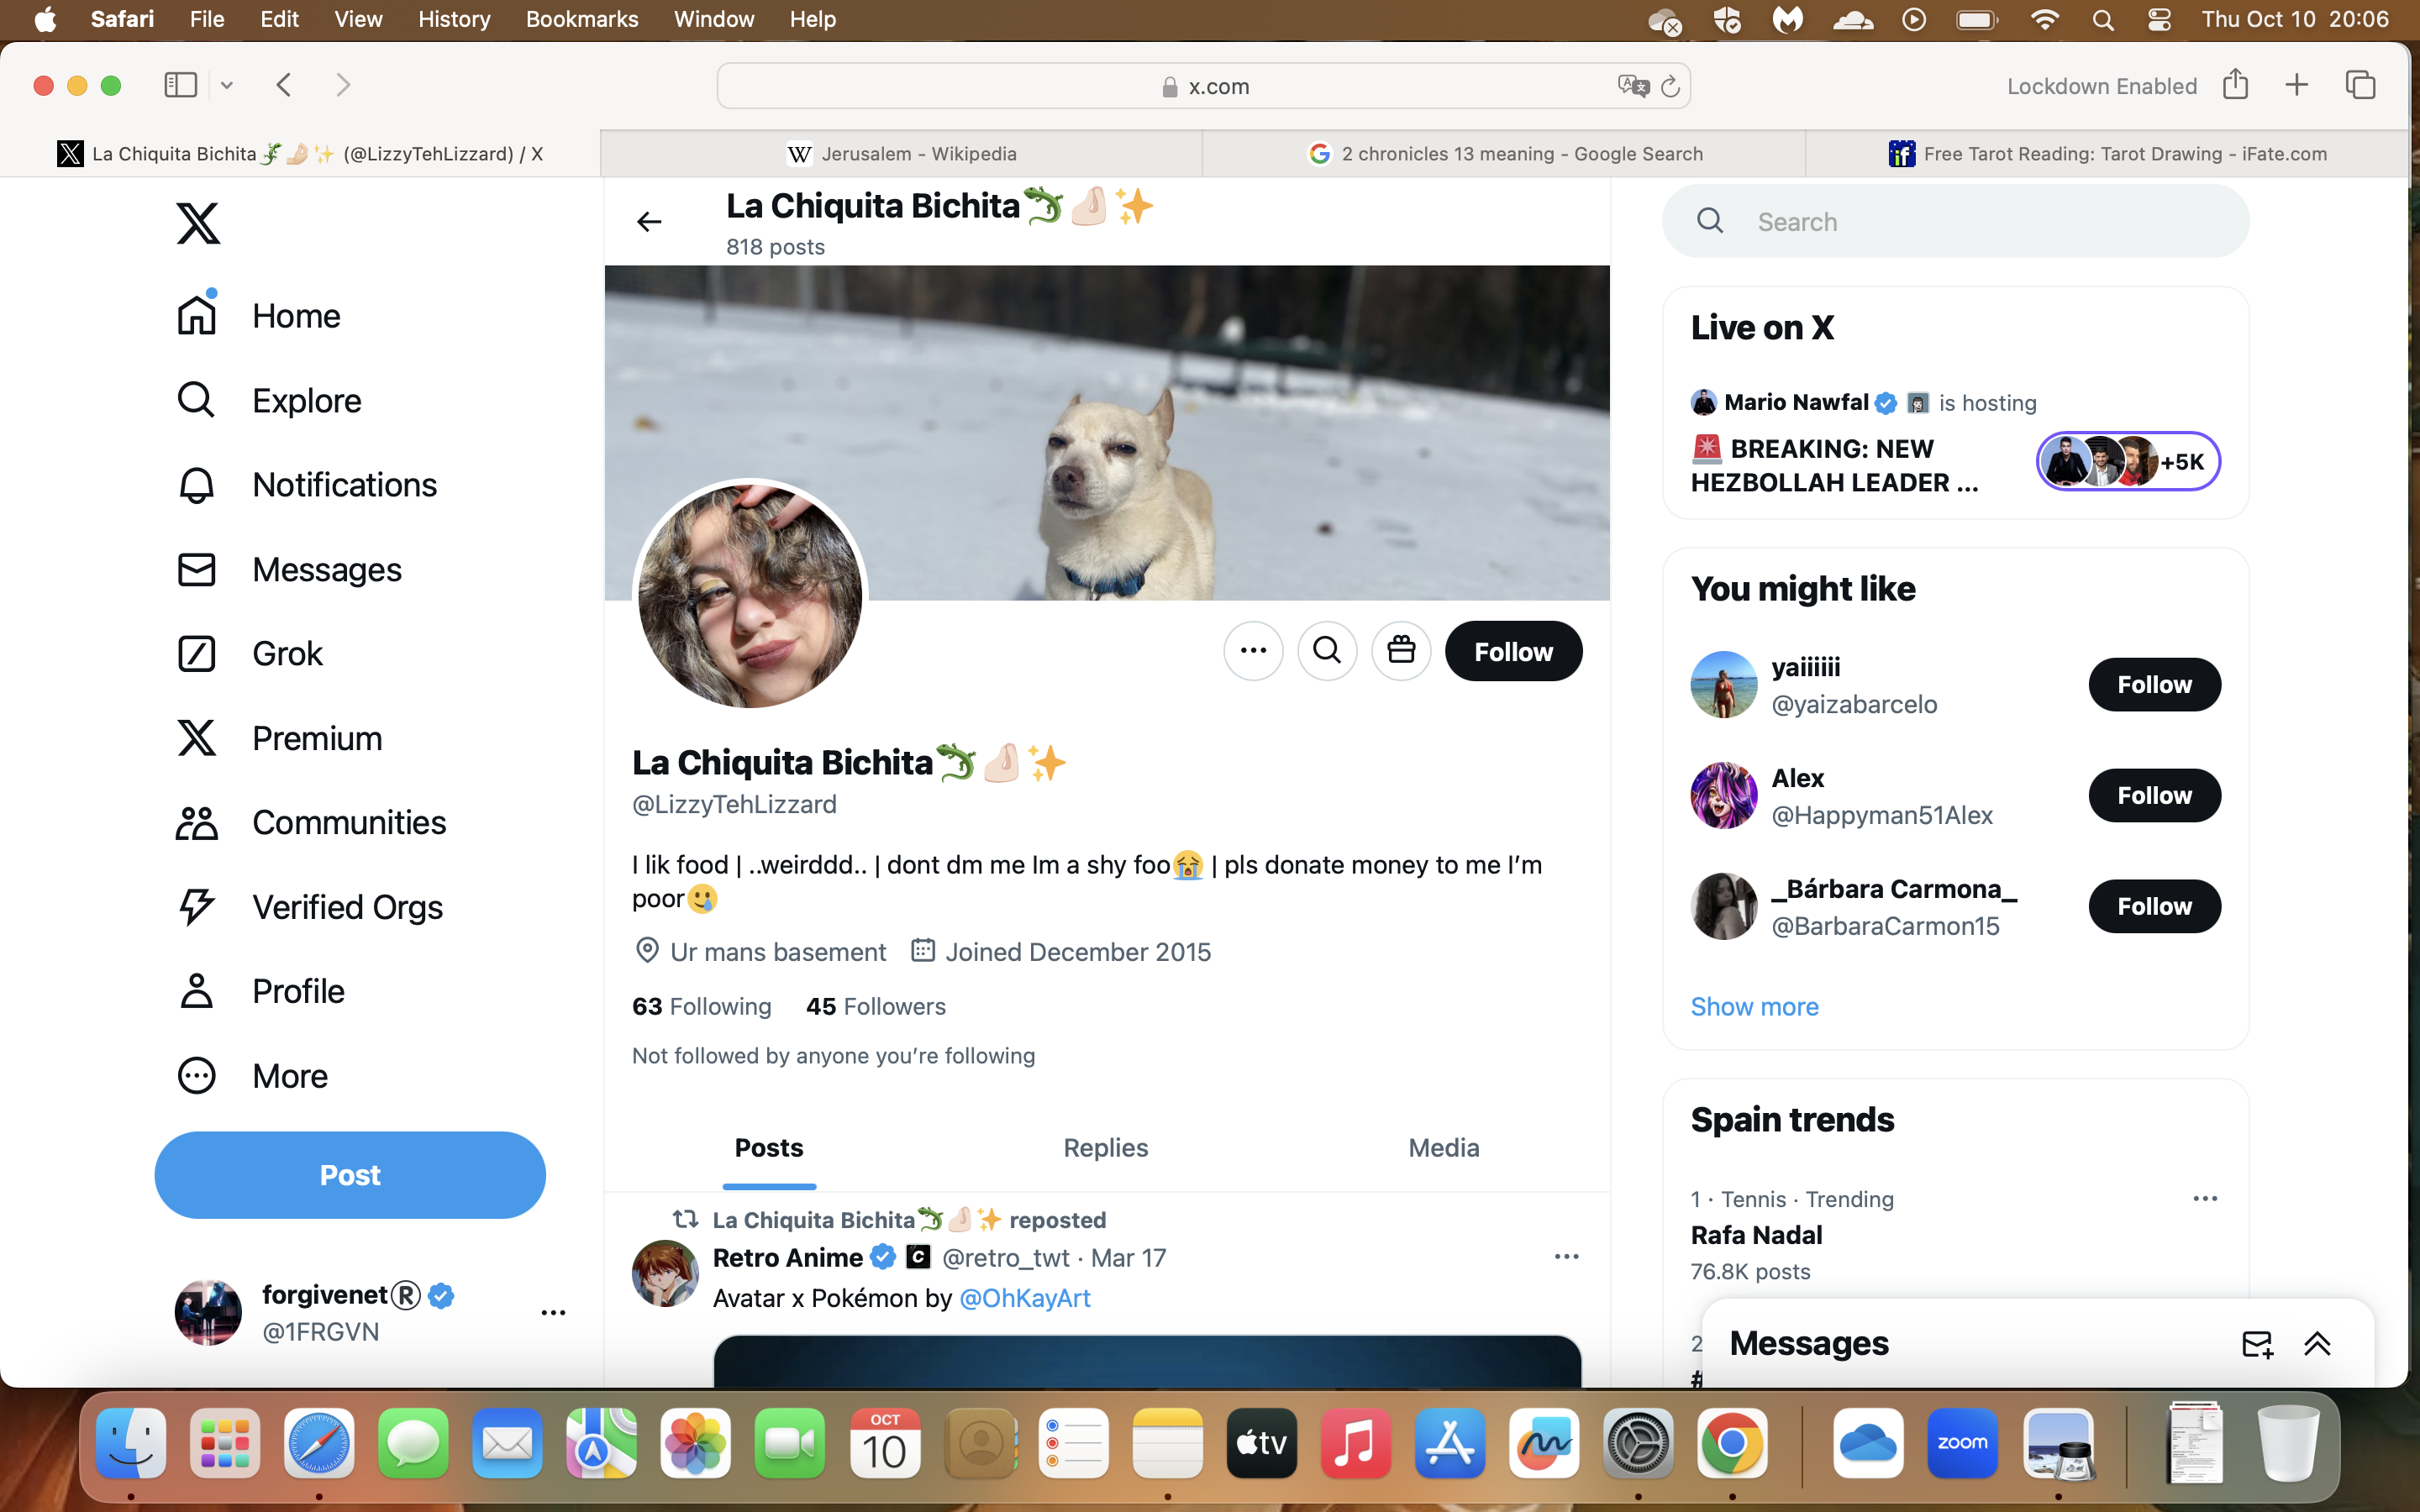 Safari File Edit View History Bookmarks Window Help Thu Oct 10 20:06
x.com
Lockdown Enabled
La Chiquita Bichita🦎🤌🏻✨ (@LizzyTehLizzard) / X
Jerusalem - Wikipedia
2 chronicles 13 meaning - Google Search
Free Tarot Reading: Tarot Drawing - iFate.com
Home
Explore
Notifications
Messages
Grok
Premium
Communities
Verified Orgs
Profile
More
Post
forgivenet®
@1FRGVN
La Chiquita Bichita🦎🤌🏻✨
818 posts
Follow
La Chiquita Bichita🦎🤌🏻✨
@LizzyTehLizzard
I lik food | ..weirddd.. | dont dm me Im a shy foo😭 | pls donate money to me I’m
poor🥲
Ur mans basement Joined December 2015
63 Following 45 Followers
Not followed by anyone you’re following
Posts Replies Media
La Chiquita Bichita🦎🤌🏻✨ reposted
Retro Anime @retro_twt · Mar 17
Avatar x Pokémon by @OhKayArt
Search
Live on X
Mario Nawfal is hosting
🚨 BREAKING: NEW
HEZBOLLAH LEADER ...
+5K
You might like
yaiiiiii
@yaizabarcelo
Follow
Alex
@Happyman51Alex
Follow
_Bárbara Carmona_
@BarbaraCarmon15
Follow
Show more
Spain trends
1 · Tennis · Trending
Rafa Nadal
76.8K posts
2
#
Messages
OCT
10
tv
zoom